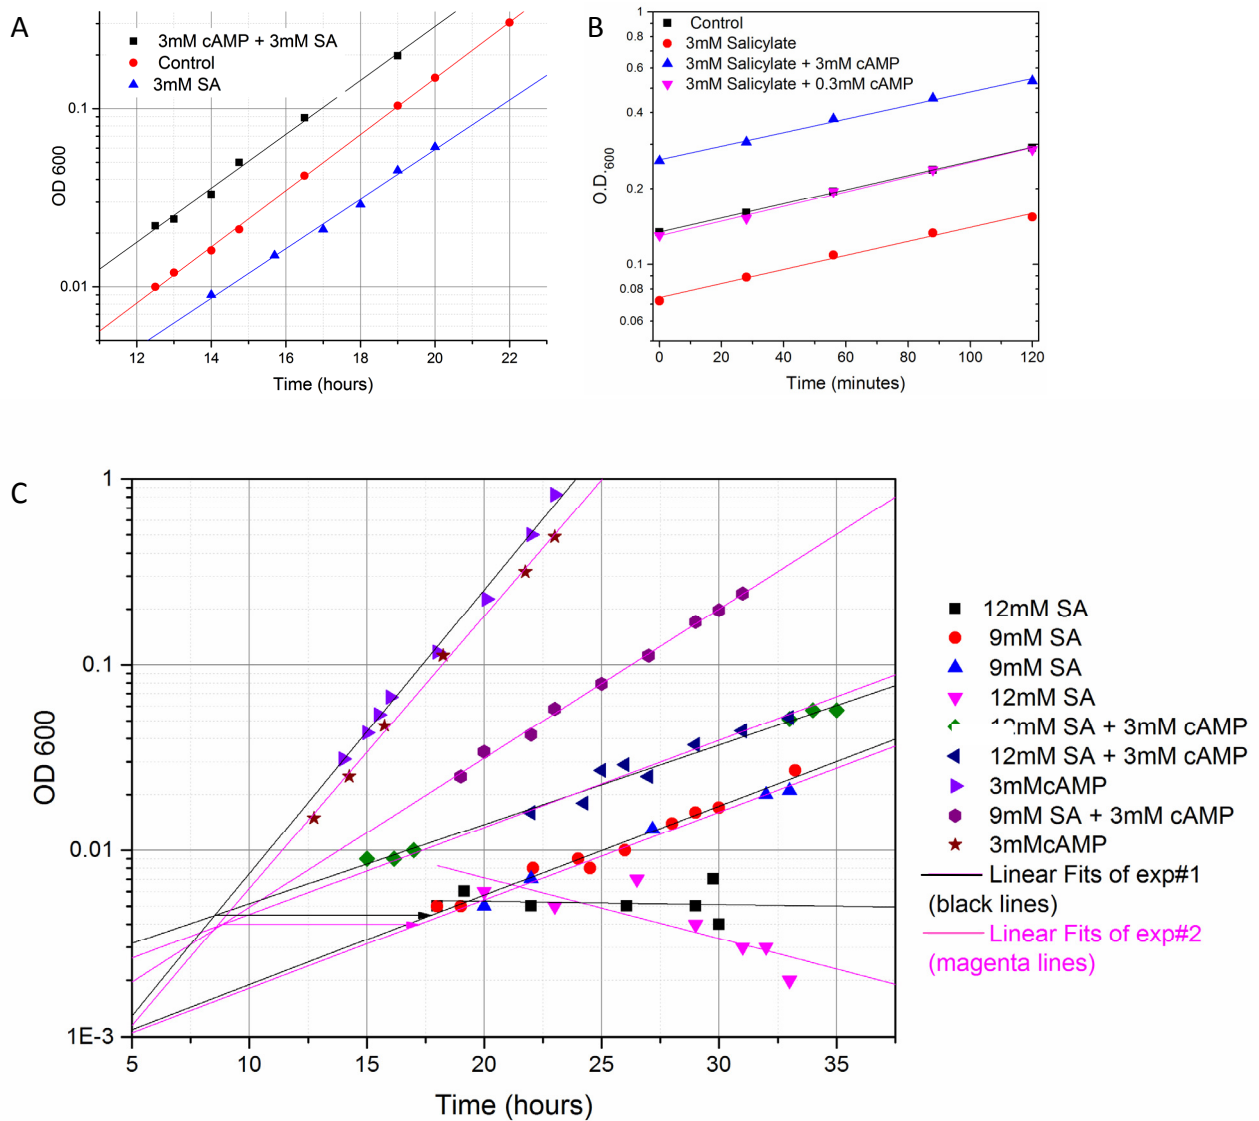 A
3mM cAMP + 3mM SA
Control
3mM SA
0.1
0.01
OD 600
12
14
16
18
20
22
Time (hours)
B
Control
3mM Salicylate
3mM Salicylate + 3mM cAMP
3mM Salicylate + 0.3mM cAMP
1
0.8
0.6
0.4
0.2
0.1
0.08
0.06
O.D.600
0
20
40
60
80
100
120
Time (minutes)
C
1
0.1
0.01
1E-3
OD 600
5
10
15
20
25
30
35
Time (hours)
12mM SA
9mM SA
9mM SA
12mM SA
mM SA + 3mM cAMP
12mM SA + 3mM cAMP
3mMcAMP
9mM SA + 3mM cAMP
3mMcAMP
Linear Fits of exp#1
(black lines)
Linear Fits of exp#2
(magenta lines)